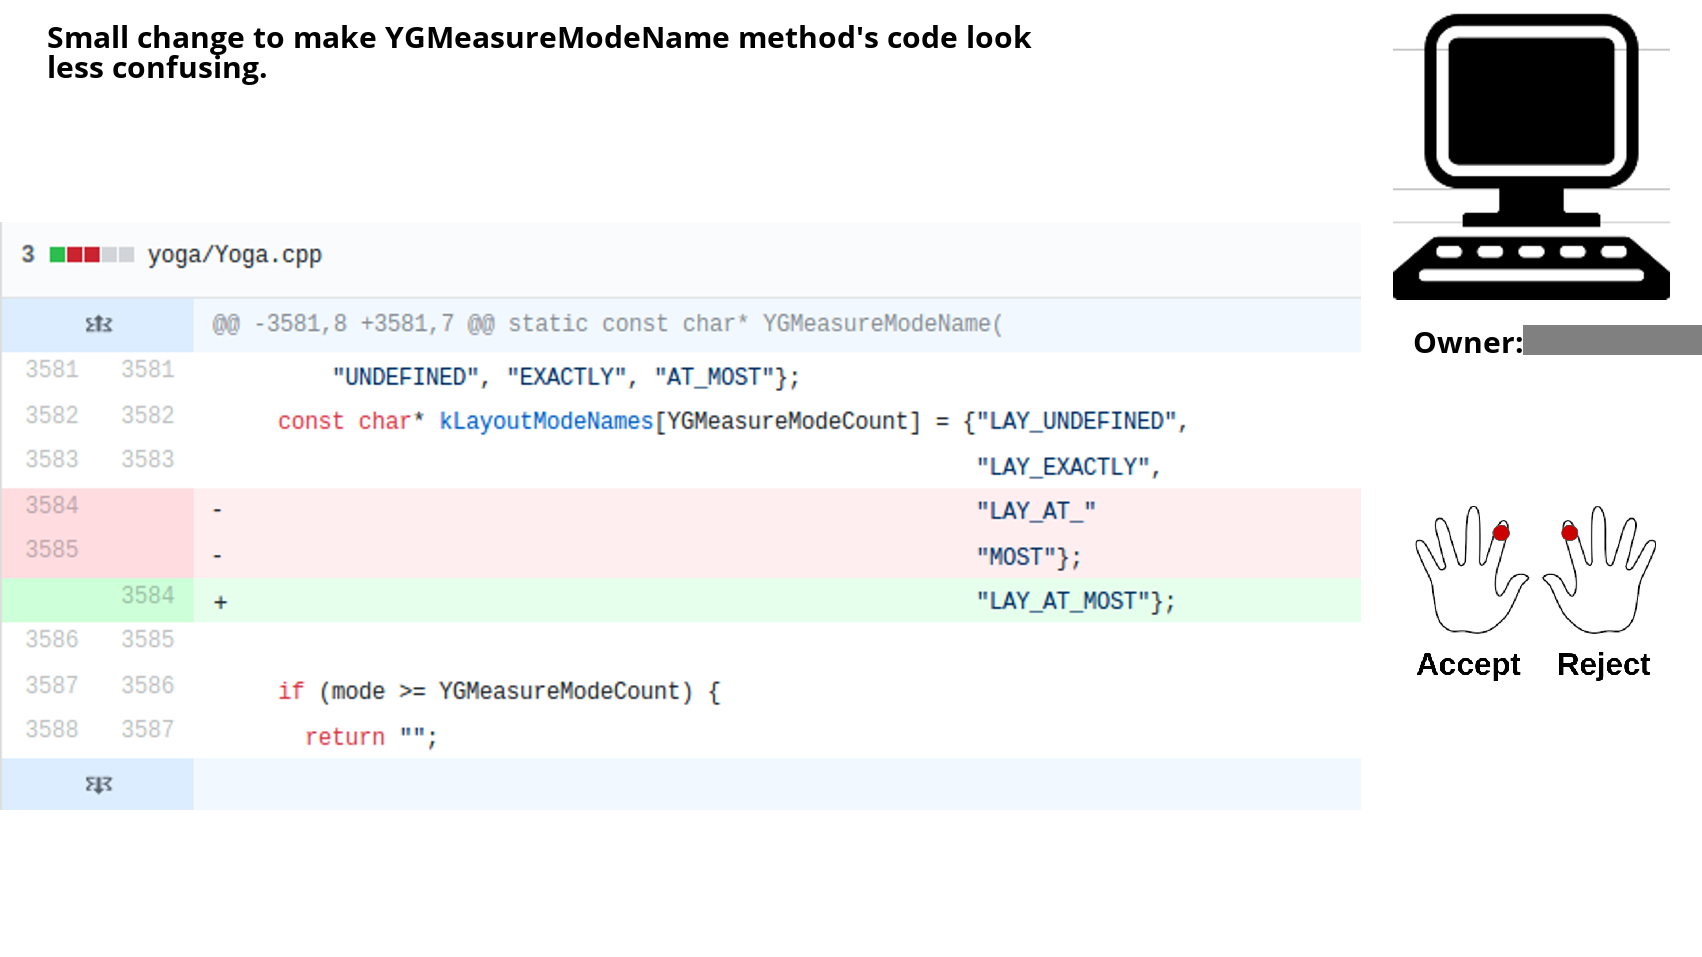 Small change to make YGMeasureModeName method's code look
less confusing.
Owner:
3 yoga/Yoga.cpp
@@ -3581,8 +3581,7 @@ static const char* YGMeasureModeName(
3581 3581 "UNDEFINED", "EXACTLY", "AT_MOST"};
3582 3582 const char* kLayoutModeNames[YGMeasureModeCount] = {"LAY_UNDEFINED",
3583 3583 "LAY_EXACTLY",
3584 - "LAY_AT_"
3585 - "MOST"};
3584 + "LAY_AT_MOST"};
3586 3585
3587 3586 if (mode >= YGMeasureModeCount) {
3588 3587 return "";
Accept Reject